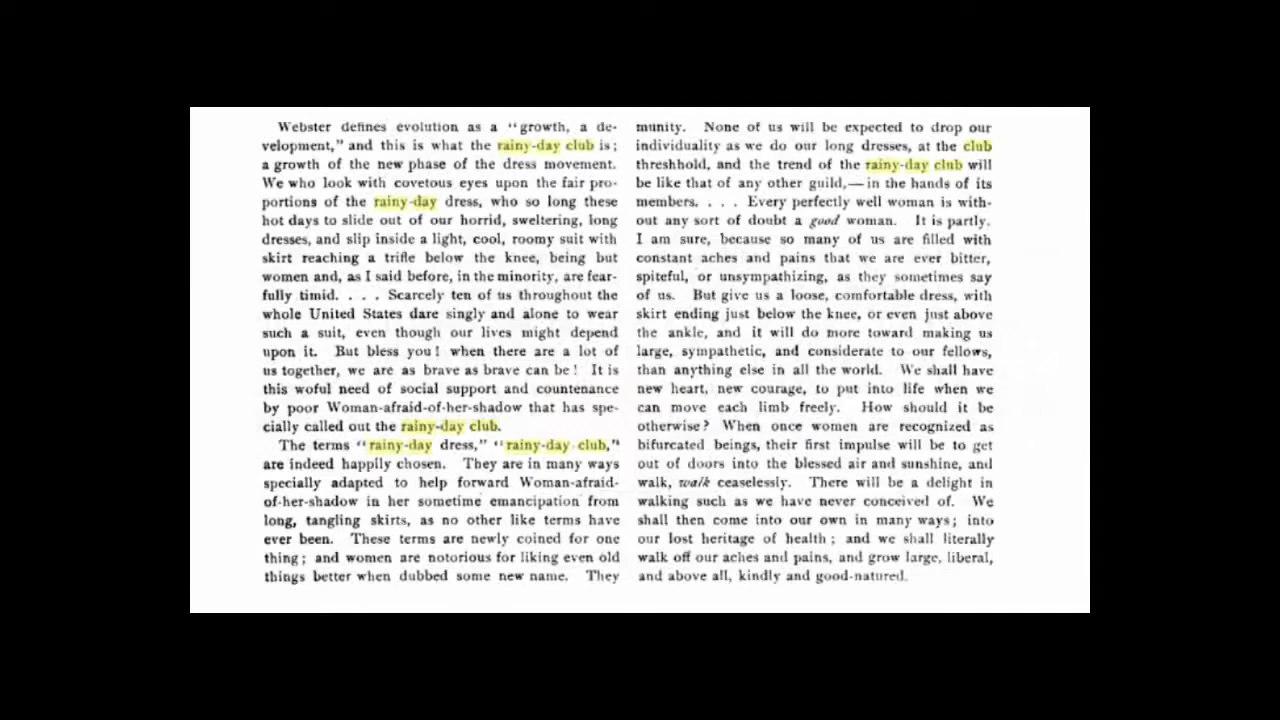 Webster defines evolution as a “growth, a de-
velopment,” and this is what the rainy-day club is;
a growth of the new phase of the dress movement.
We who look with covetous eyes upon the fair pro-
portions of the rainy-day dress, who so long these
hot days to slide out of our horrid, sweltering, long
dresses, and slip inside a light, cool, roomy suit with
skirt reaching a trifle below the knee, being but
women and, as I said before, in the minority, are fear-
fully timid. . . . Scarcely ten of us throughout the
whole United States dare singly and alone to wear
such a suit, even though our lives might depend
upon it. But bless you! when there are a lot of
us together, we are as brave as brave can be! It is
this woful need of social support and countenance
by poor Woman-afraid-of-her-shadow that has spe-
cially called out the rainy-day club.
The terms “rainy-day dress,” “rainy-day club,”
are indeed happily chosen. They are in many ways
specially adapted to help forward Woman-afraid-
of-her-shadow in her sometime emancipation from
long, tangling skirts, as no other like terms have
ever been. These terms are newly coined for one
thing; and women are notorious for liking even old
things better when dubbed some new name. They
munity. None of us will be expected to drop our
individuality as we do our long dresses, at the club
threshhold, and the trend of the rainy-day club will
be like that of any other guild,—in the hands of its
members. . . . Every perfectly well woman is with-
out any sort of doubt a good woman. It is partly.
I am sure, because so many of us are filled with
constant aches and pains that we are ever bitter,
spiteful, or unsympathizing, as they sometimes say
of us. But give us a loose, comfortable dress, with
skirt ending just below the knee, or even just above
the ankle, and it will do more toward making us
large, sympathetic, and considerate to our fellows,
than anything else in all the world. We shall have
new heart, new courage, to put into life when we
can move each limb freely. How should it be
otherwise? When once women are recognized as
bifurcated beings, their first impulse will be to get
out of doors into the blessed air and sunshine, and
walk, walk ceaselessly. There will be a delight in
walking such as we have never conceived of. We
shall then come into our own in many ways; into
our lost heritage of health; and we shall literally
walk off our aches and pains, and grow large, liberal,
and above all, kindly and good-natured.